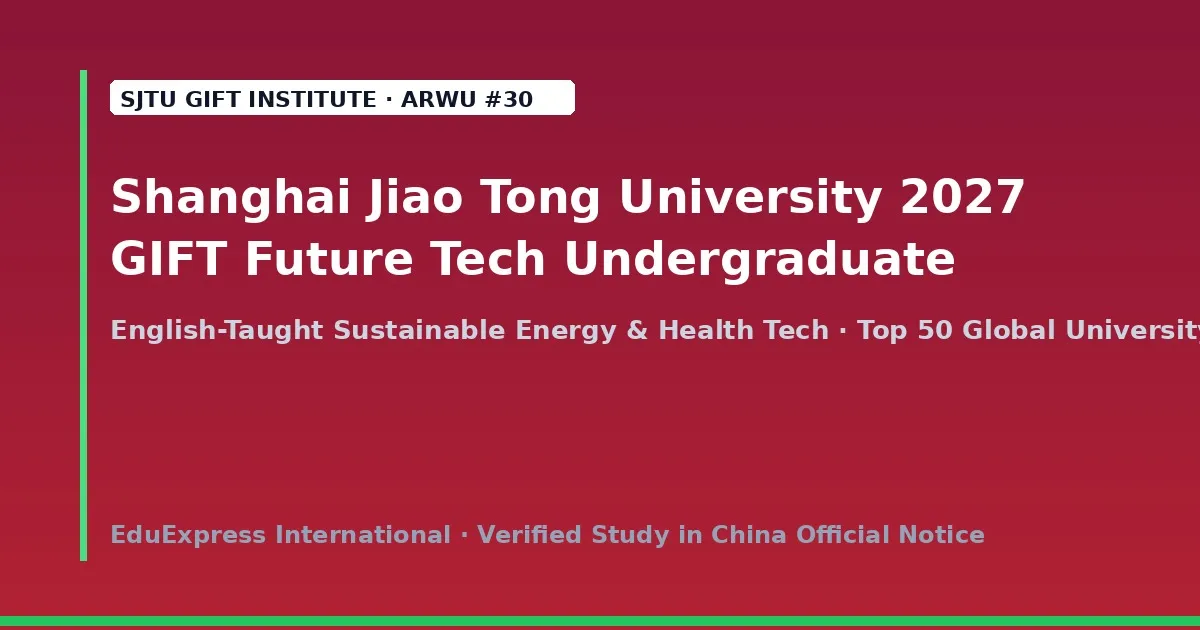 SJTU GIFT INSTITUTE · ARWU #30
Shanghai Jiao Tong University 2027
GIFT Future Tech Undergraduate
English-Taught Sustainable Energy & Health Tech · Top 50 Global University
EduExpress International · Verified Study in China Official Notice